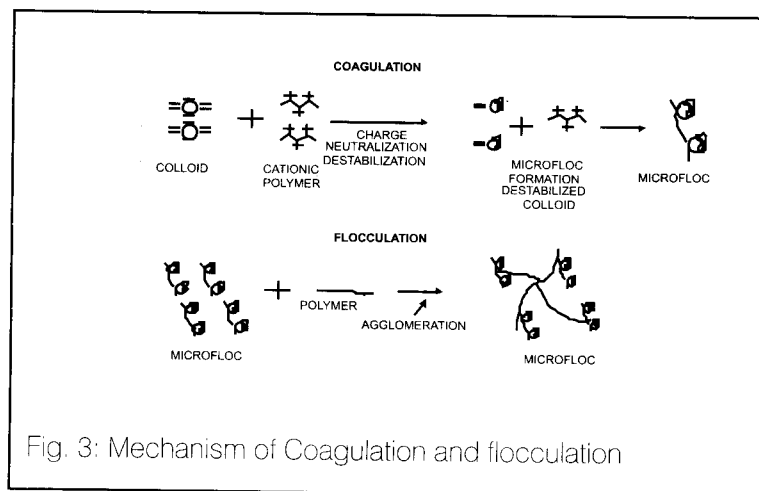 COAGULATION
COLLOID
+
CATIONIC
POLYMER
CHARGE
NEUTRALIZATION
DESTABILIZATION
+
MICROFLOC
FORMATION
DESTABILIZED
COLLOID
MICROFLOC
FLOCCULATION
MICROFLOC
+
POLYMER
AGGLOMERATION
MICROFLOC
Fig. 3: Mechanism of Coagulation and flocculation